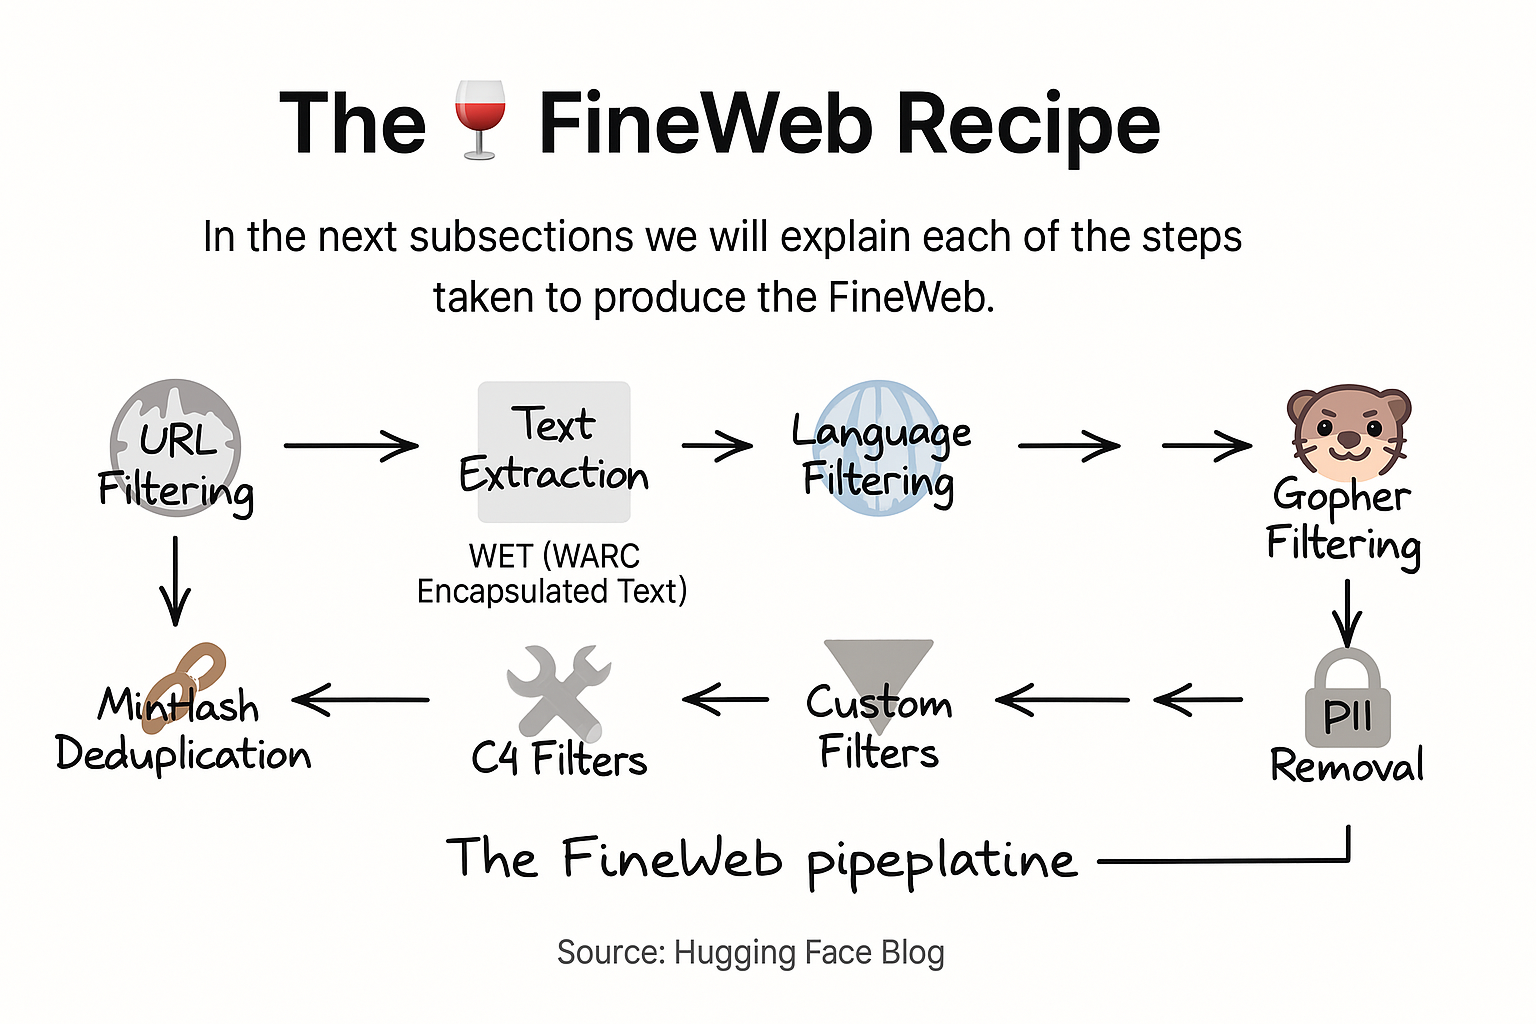 The 🍷 FineWeb Recipe
In the next subsections we will explain each of the steps
taken to produce the FineWeb.
URL
Filtering
Text
Extraction
WET (WARC
Encapsulated Text)
Language
Filtering
Gopher
Filtering
MinHash
Deduplication
C4 Filters
Custom
Filters
PII
Removal
The FineWeb pipeplatine
Source: Hugging Face Blog